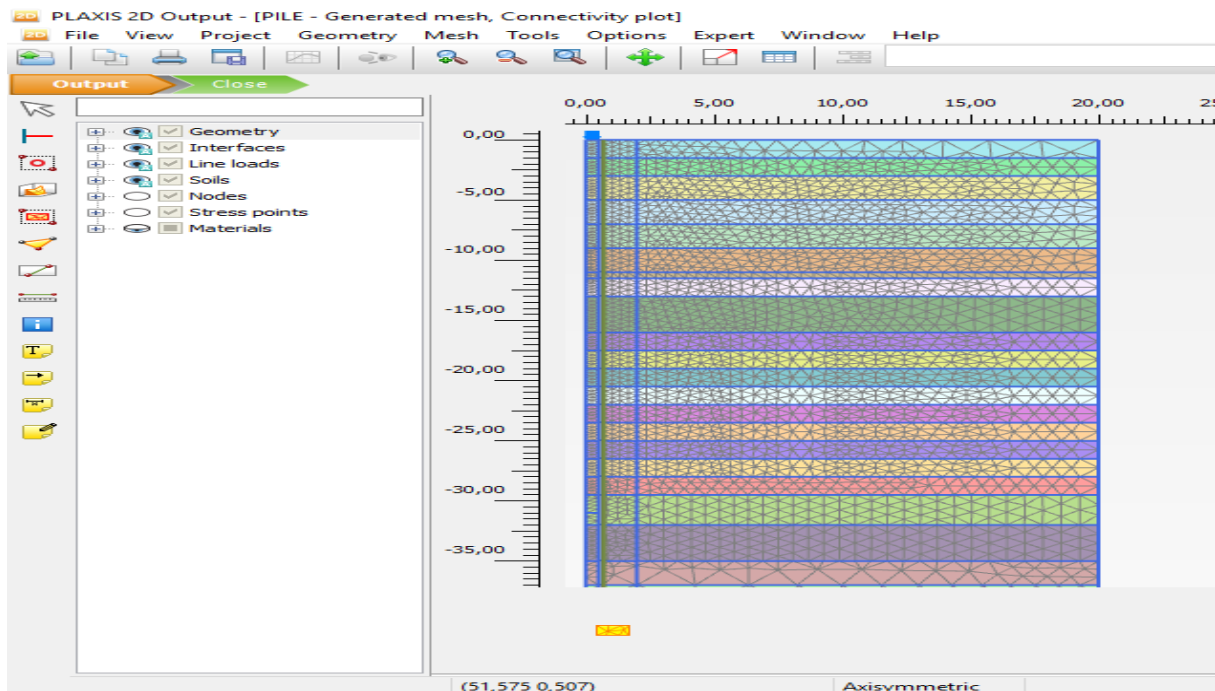 2D PLAXIS 2D Output - [PILE - Generated mesh, Connectivity plot]
2D File View Project Geometry Mesh Tools Options Expert Window Help
Output Close
Geometry
Interfaces
Line loads
Soils
Nodes
Stress points
Materials
0,00 5,00 10,00 15,00 20,00 25
0,00
-5,00
-10,00
-15,00
-20,00
-25,00
-30,00
-35,00
(51,575 0,507) Axisymmetric